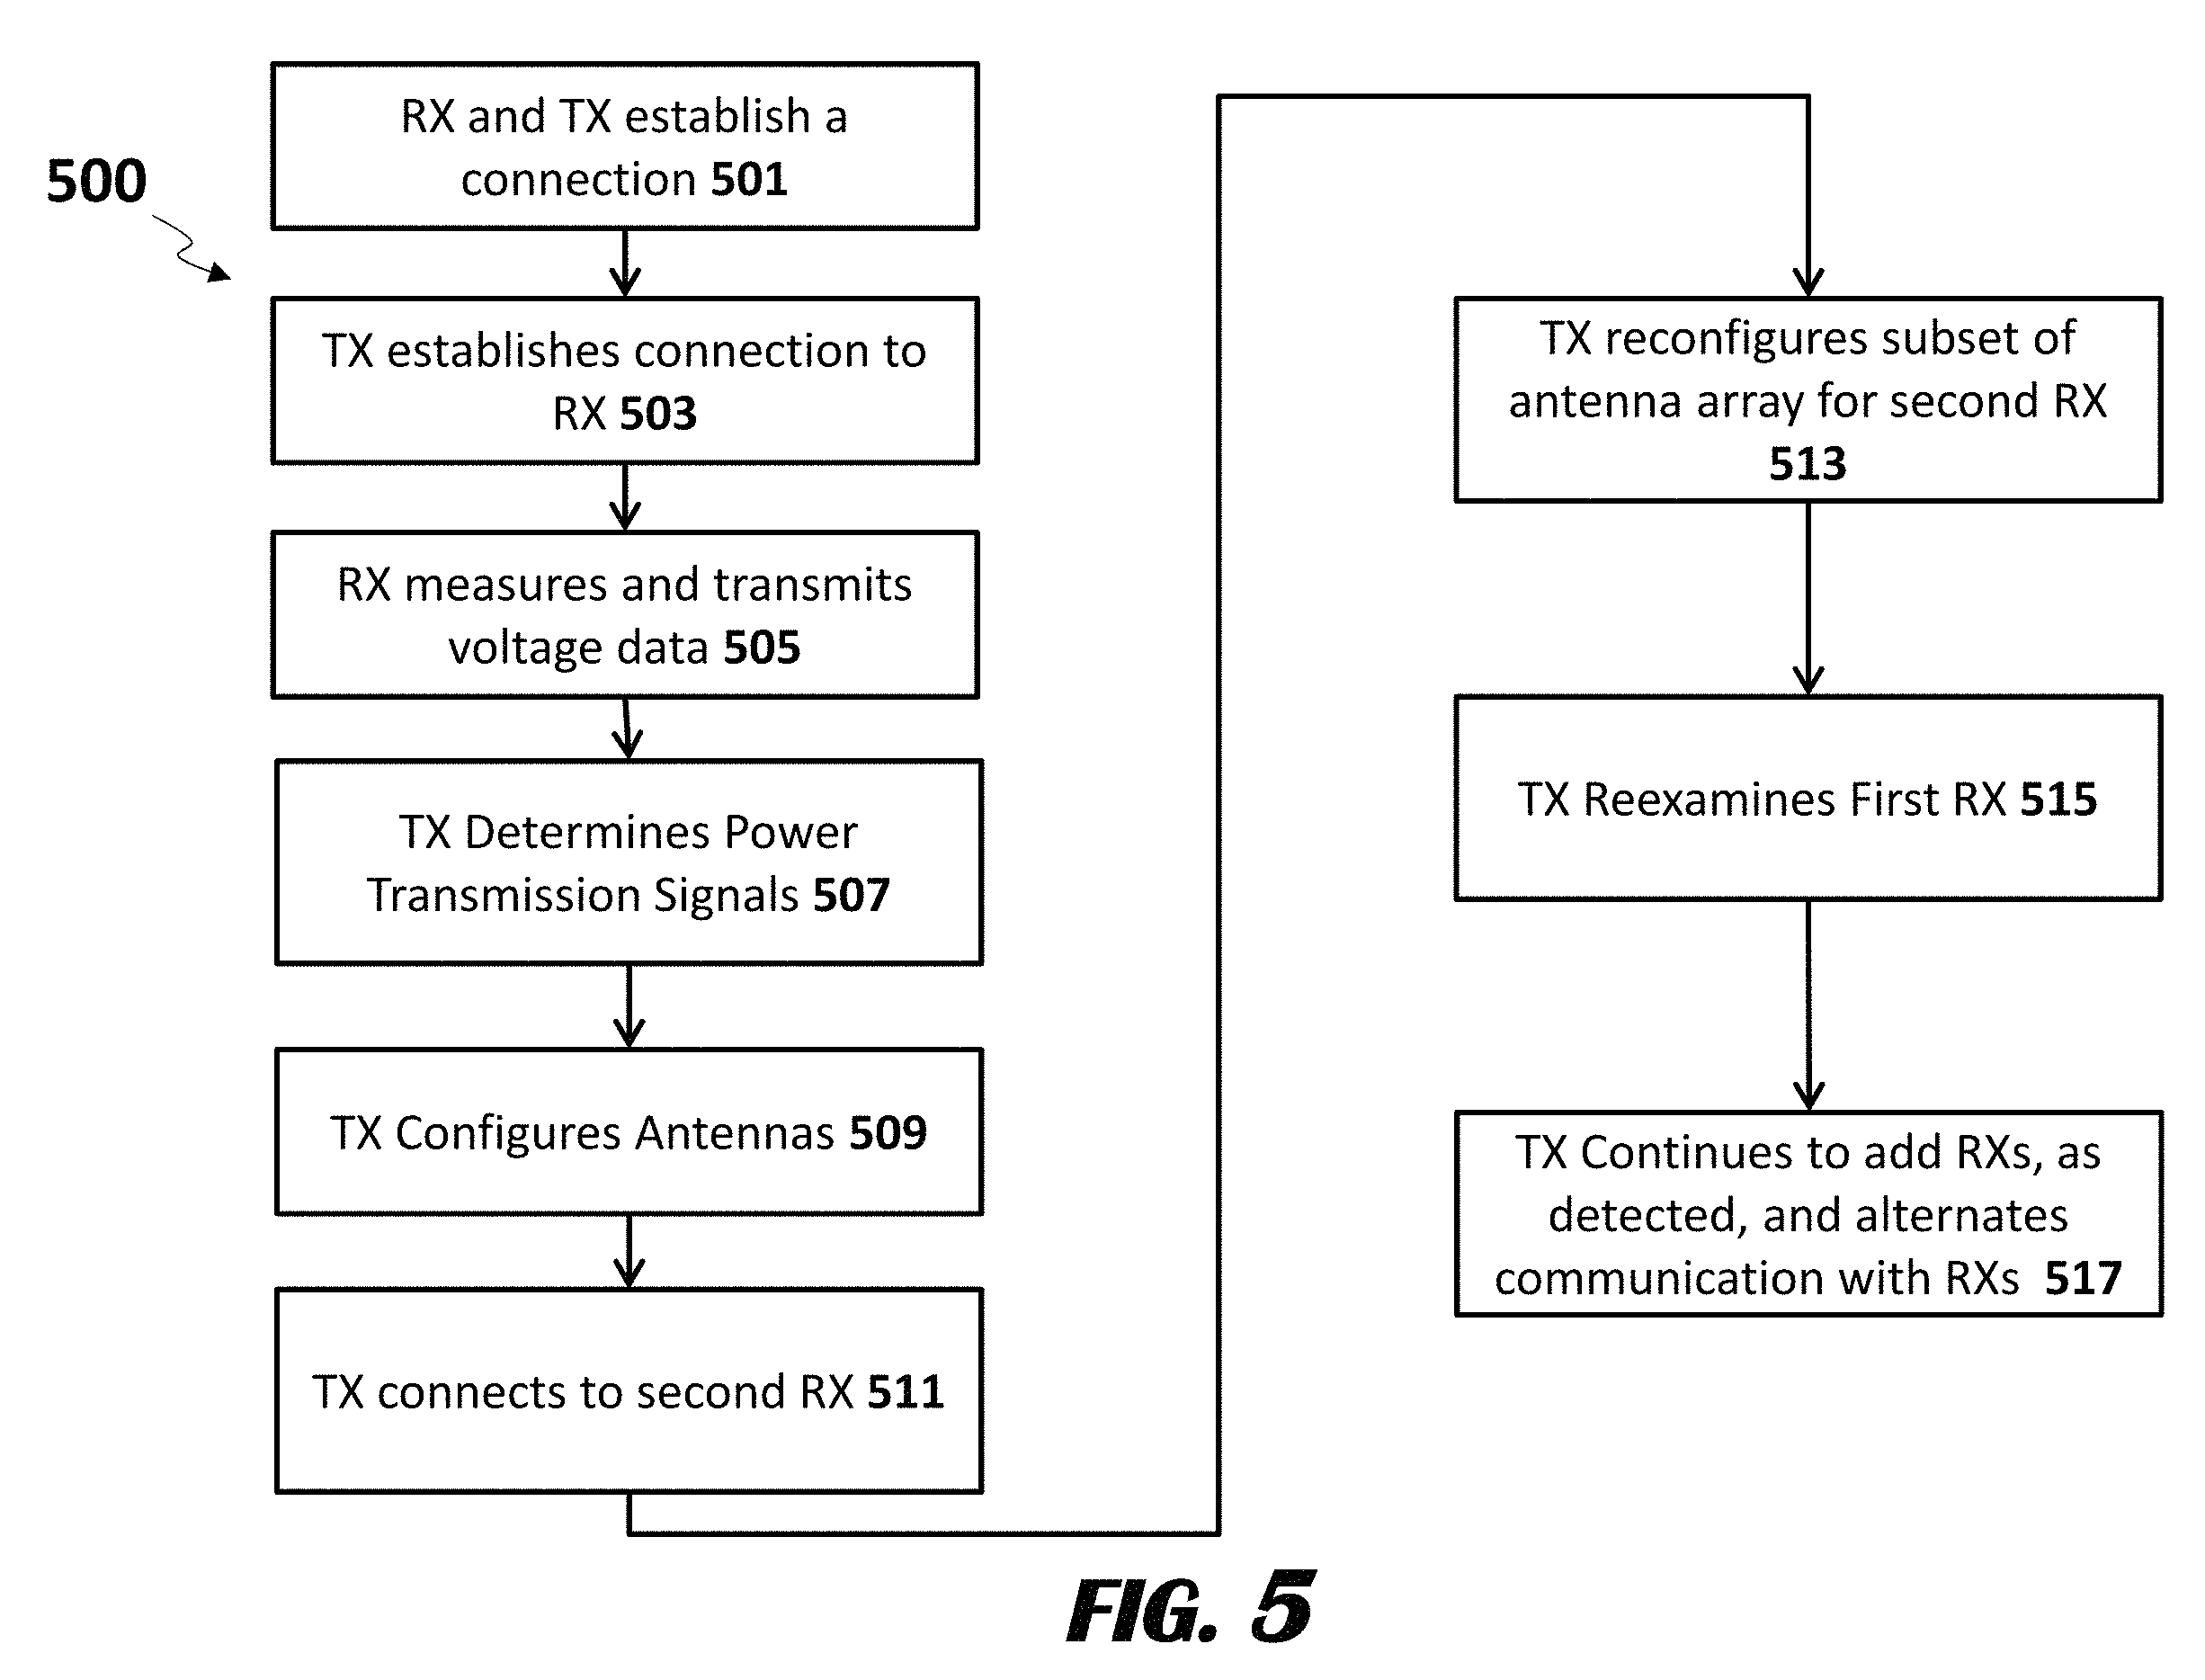 500
RX and TX establish a
connection 501
TX establishes connection to
RX 503
RX measures and transmits
voltage data 505
TX Determines Power
Transmission Signals 507
TX Configures Antennas 509
TX connects to second RX 511
TX reconfigures subset of
antenna array for second RX
513
TX Reexamines First RX 515
TX Continues to add RXs, as
detected, and alternates
communication with RXs 517
FIG. 5